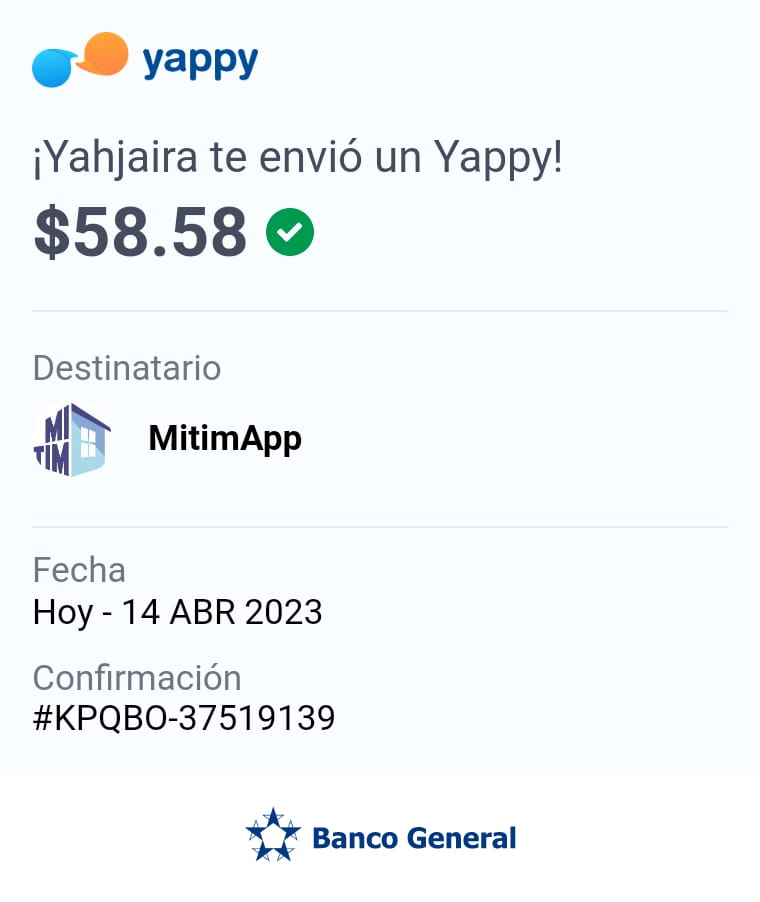 yappy
¡Yahjaira te envió un Yappy!
$58.58
Destinatario
MI
TIM
MitimApp
Fecha
Hoy - 14 ABR 2023
Confirmación
#KPQBO-37519139
Banco General